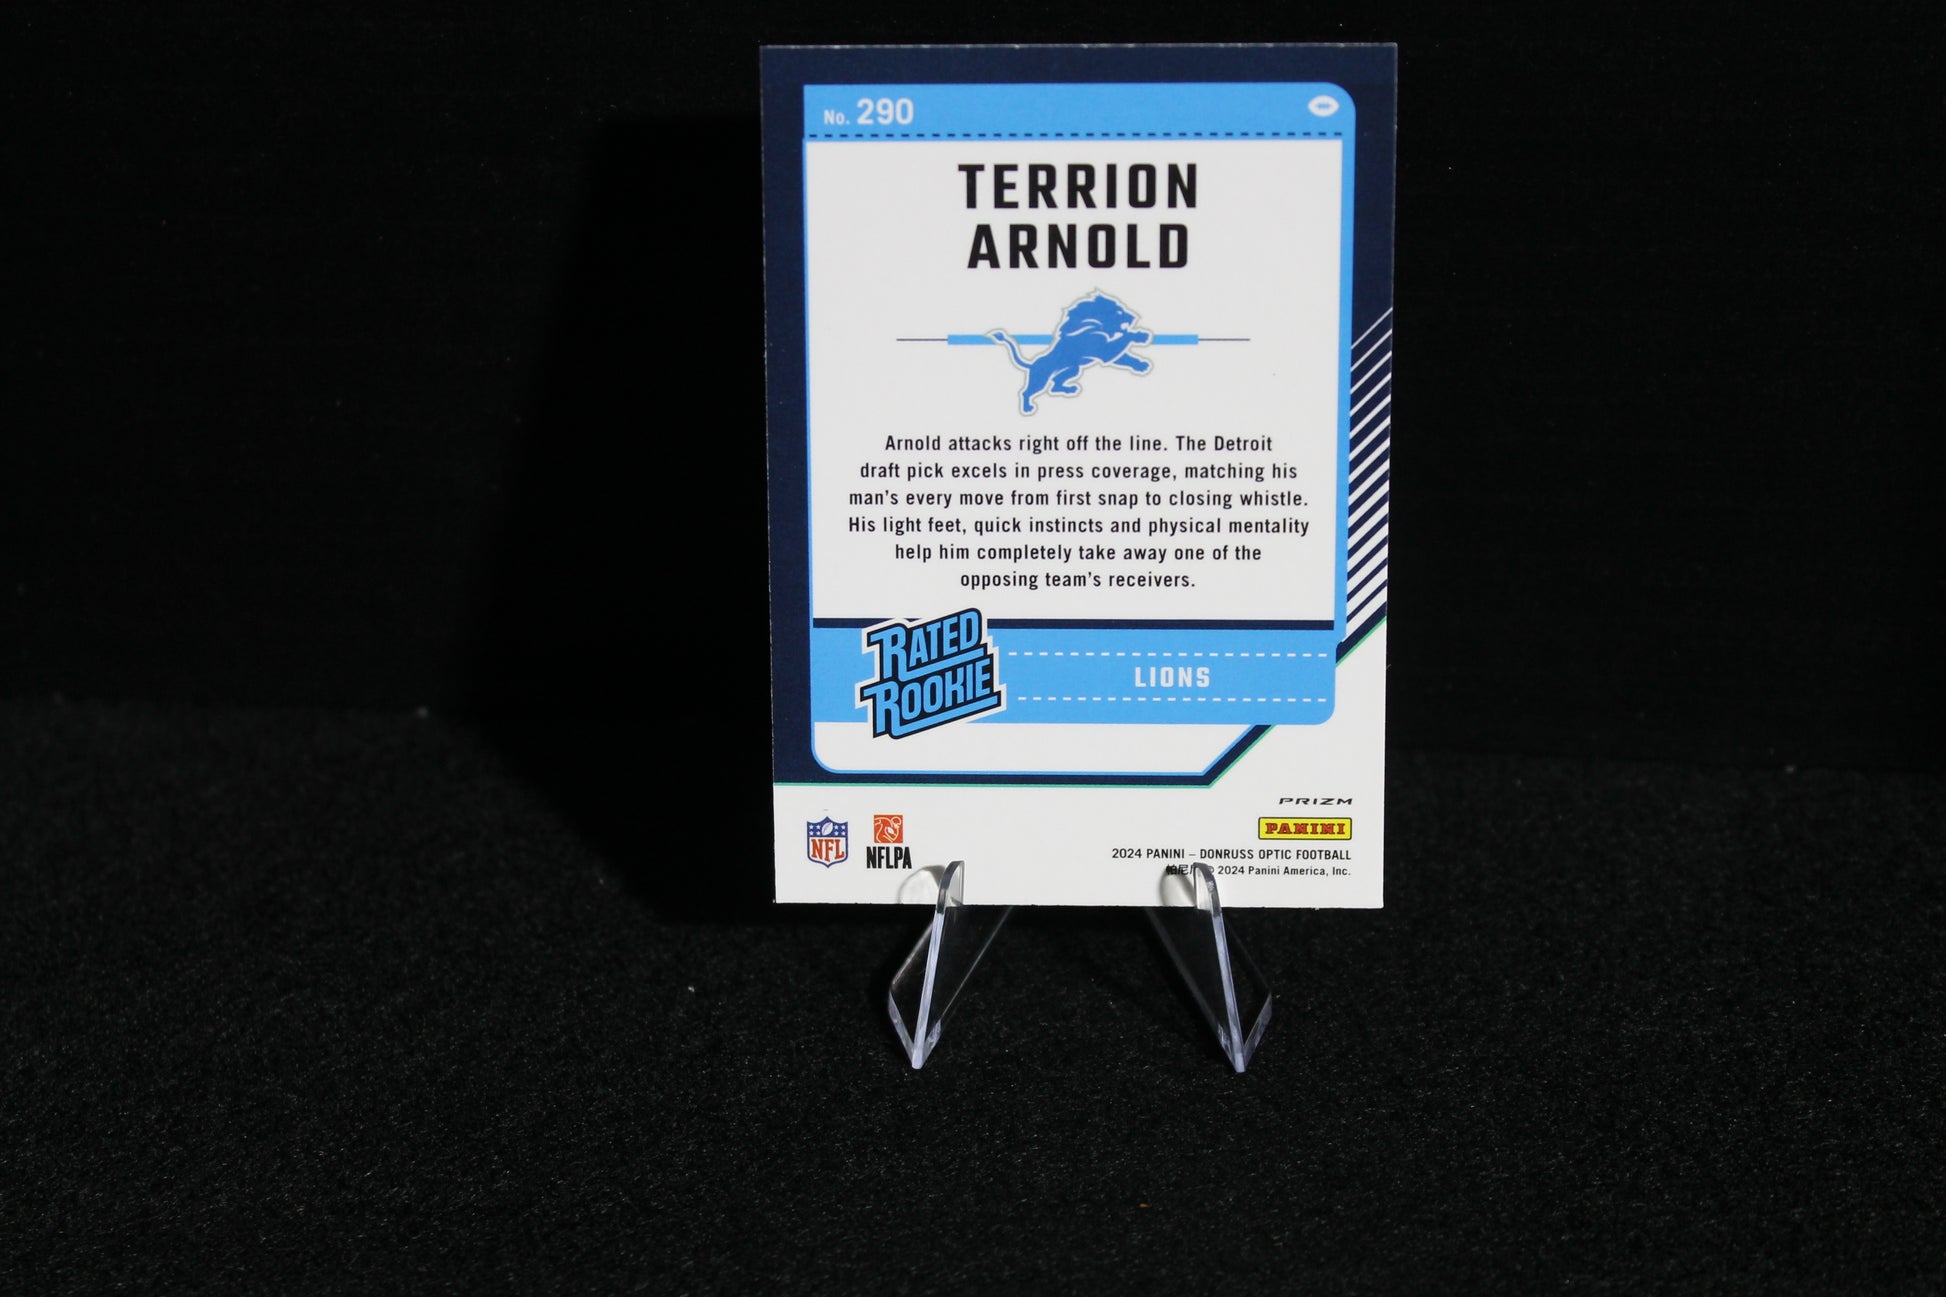 No. 290
TERRION
ARNOLD
Arnold attacks right off the line. The Detroit
draft pick excels in press coverage, matching his
man's every move from first snap to closing whistle.
His light feet, quick instincts and physical mentality
help him completely take away one of the
opposing team's receivers.
RATED
ROOKIE
LIONS
PRIZM
NFL
NFLPA
PANINI
2024 PANINI – DONRUSS OPTIC FOOTBALL
帕尼 © 2024 Panini America, Inc.